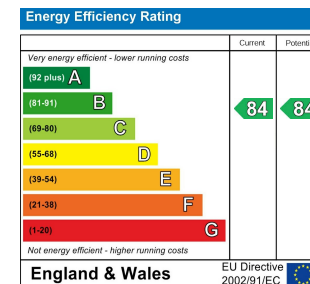 Energy Efficiency Rating
Current Potenti
Very energy efficient - lower running costs
(92 plus) A
(81-91) B
84 84
(69-80) C
(55-68) D
(39-54) E
(21-38) F
(1-20) G
Not energy efficient - higher running costs
England & Wales
EU Directive
2002/91/EC